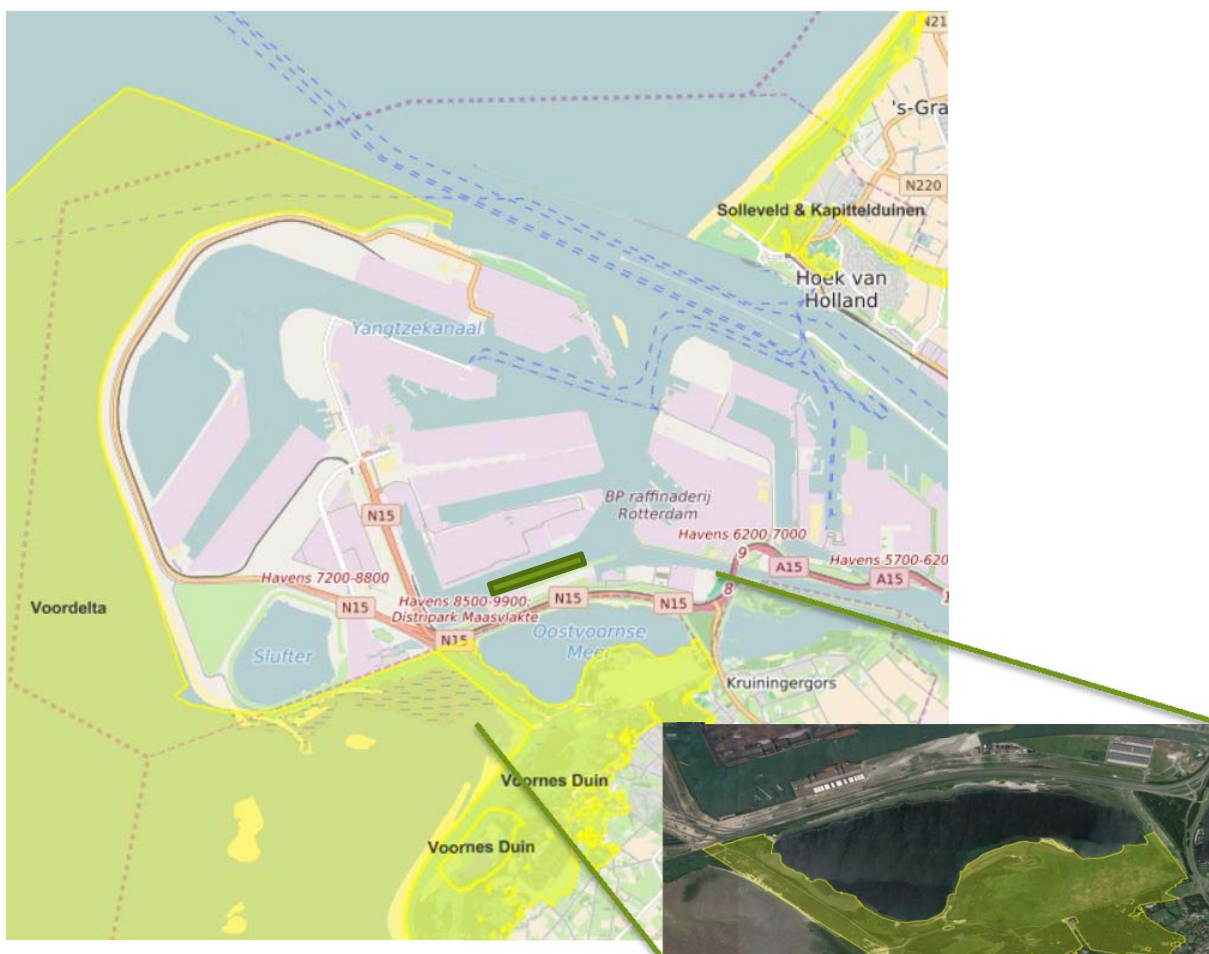 N21
's-Gra
N220
Solleveld & Kapittelduinen
Hoek van
Holland
Yangtzekanaal
BP raffinaderij
Rotterdam
N15
Havens 6200-7000
9
Havens 5700-620
A15
A15
Havens 7200-8800
8
1
N15
N15
N15
Voordelta
Havens 8500-9900;
Distripark Maasvlakte
N15
Oostvoornse
Meer
Slufter
Kruiningergors
Voornes Duin
Voornes Duin